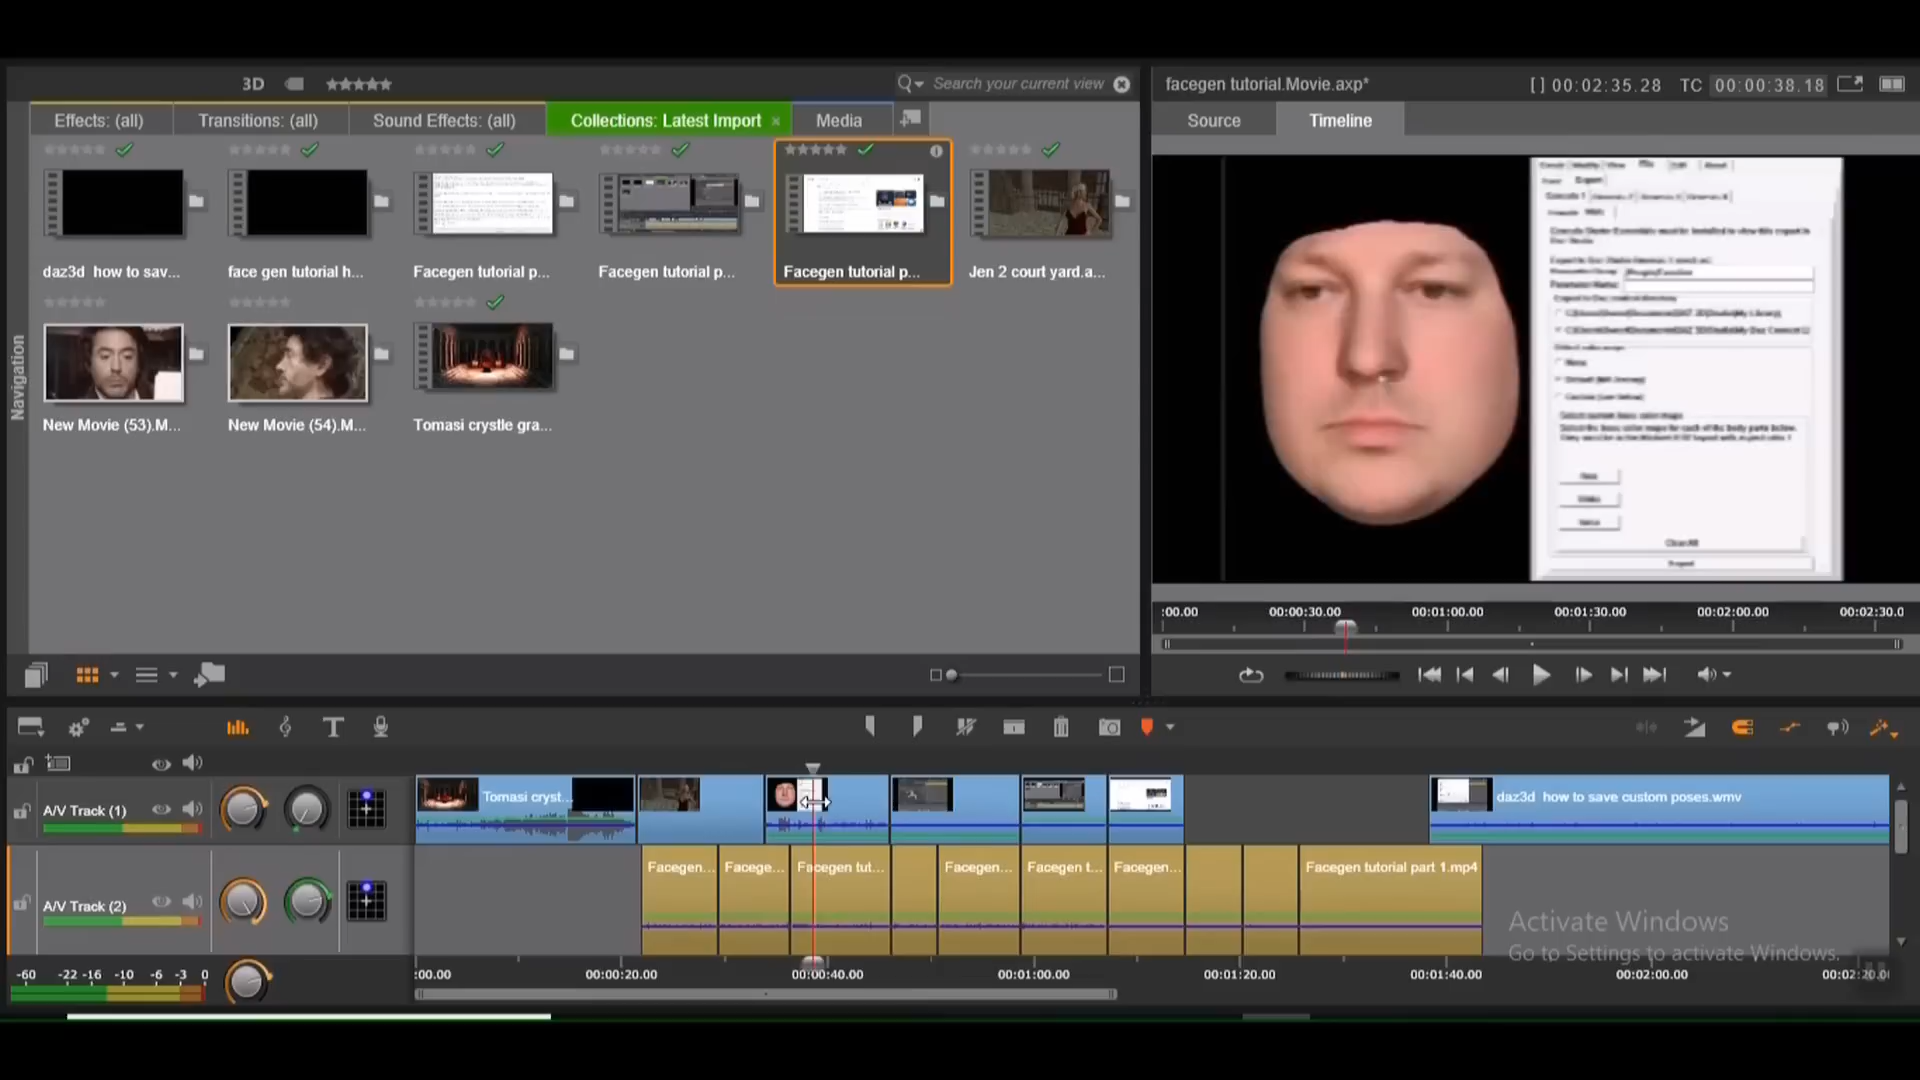 3D
Search your current view
facegen tutorial.Movie.axp*
[] 00:02:35.28
TC 00:00:38.18
Effects: (all)
Transitions: (all)
Sound Effects: (all)
Collections: Latest Import ×
Media
Source
Timeline
daz3d how to sav...
face gen tutorial h...
Facegen tutorial p...
Facegen tutorial p...
Facegen tutorial p...
Jen 2 court yard.a...
New Movie (53).M...
New Movie (54).M...
Tomasi crystle gra...
Navigation
:00.00
00:00:30.00
00:01:00.00
00:01:30.00
00:02:00.00
00:02:30.0
A/V Track (1)
Tomasi cryst...
daz3d how to save custom poses.wmv
A/V Track (2)
Facegen...
Facege...
Facegen tut...
Facegen...
Facegen t...
Facegen...
Facegen tutorial part 1.mp4
Activate Windows
Go to Settings to activate Windows.
-60 -22 -16 -10 -6 -3 0
:00.00
00:00:20.00
00:00:40.00
00:01:00.00
00:01:20.00
00:01:40.00
00:02:00.00
00:02:20.0